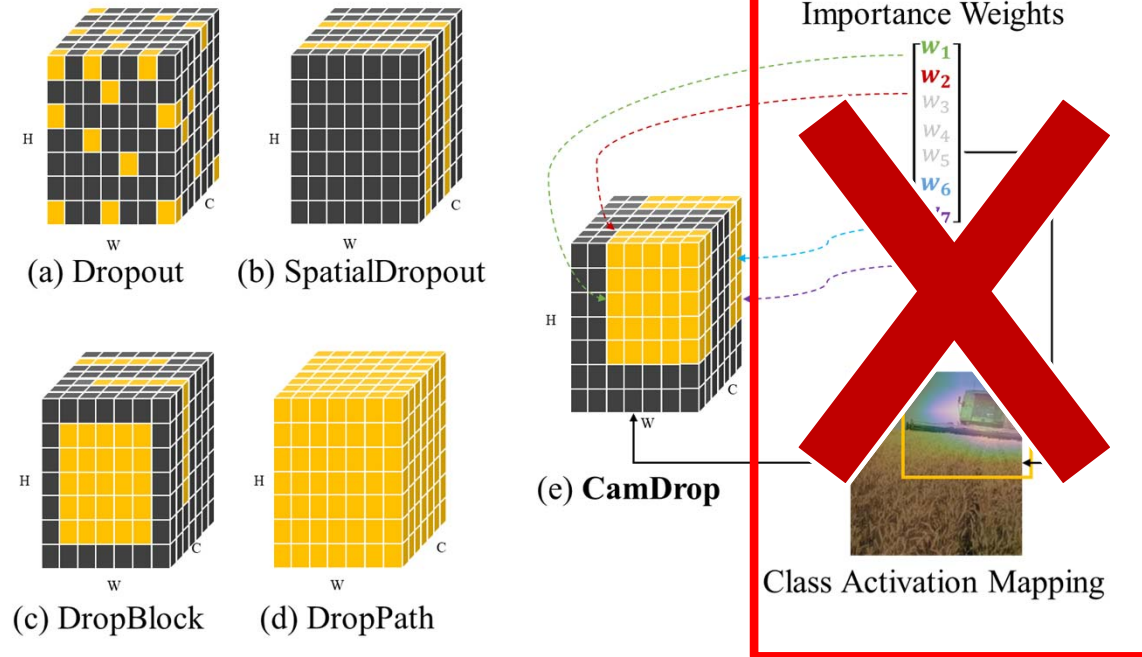 H
C
W
(a) Dropout
C
W
(b) SpatialDropout
H
C
W
(c) DropBlock
H
C
W
(d) DropPath
Importance Weights
w1
w2
w3
w4
w5
w6
H
C
W
(e) CamDrop
Class Activation Mapping